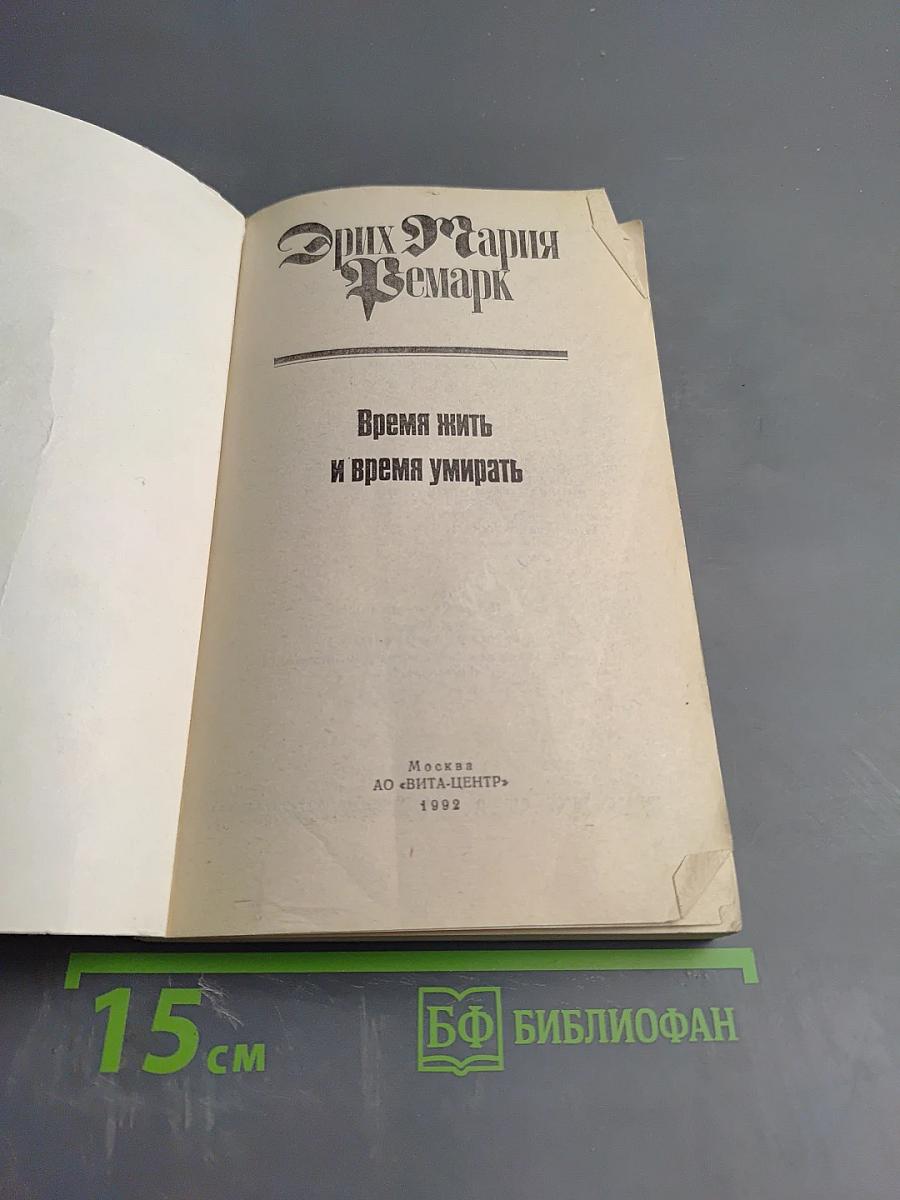 Эрих Мария
Ремарк
Время жить
и время умирать
Москва
АО «ВИТА-ЦЕНТР»
1992
15 см
БФ БИБЛИОФАН